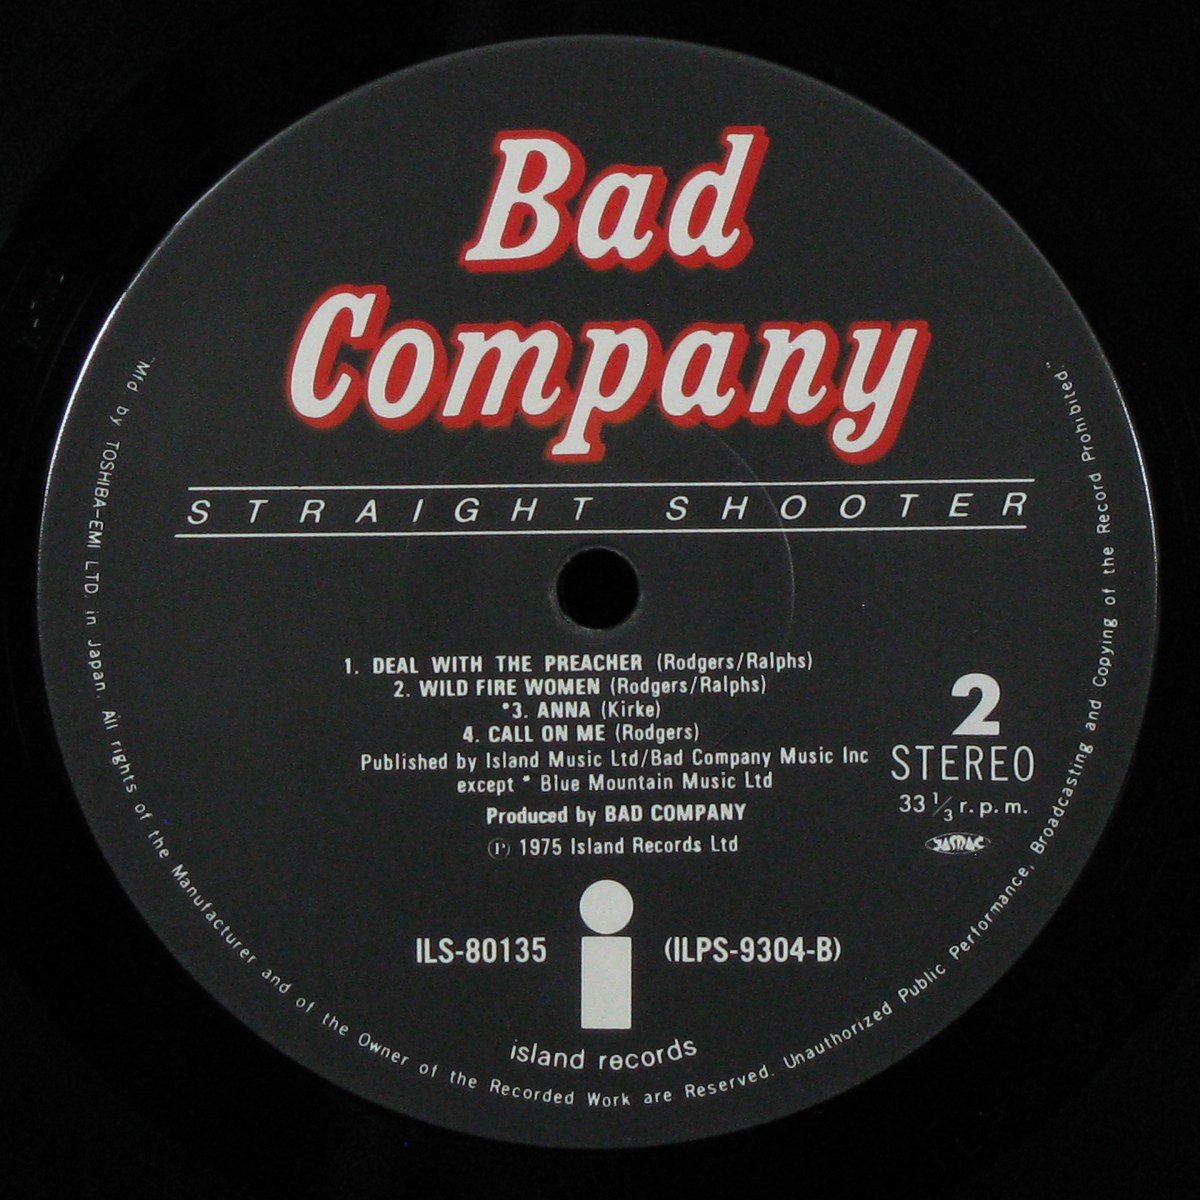 Bad
Company
STRAIGHT SHOOTER
1. DEAL WITH THE PREACHER (Rodgers/Ralphs)
2. WILD FIRE WOMEN (Rodgers/Ralphs)
*3. ANNA (Kirke)
4. CALL ON ME (Rodgers)
Published by Island Music Ltd/Bad Company Music Inc
except * Blue Mountain Music Ltd
Produced by BAD COMPANY
Ⓟ 1975 Island Records Ltd
2
STEREO
33 1/3 r.p.m.
JASRAC
ILS-80135
(ILPS-9304-B)
i
island records
"M'd. by TOSHIBA-EMI LTD. in Japan. All rights of the Manufacturer and of the Owner of the Recorded Work are Reserved. Unauthorized Public Performance, Broadcasting and Copying of the Record Prohibited."